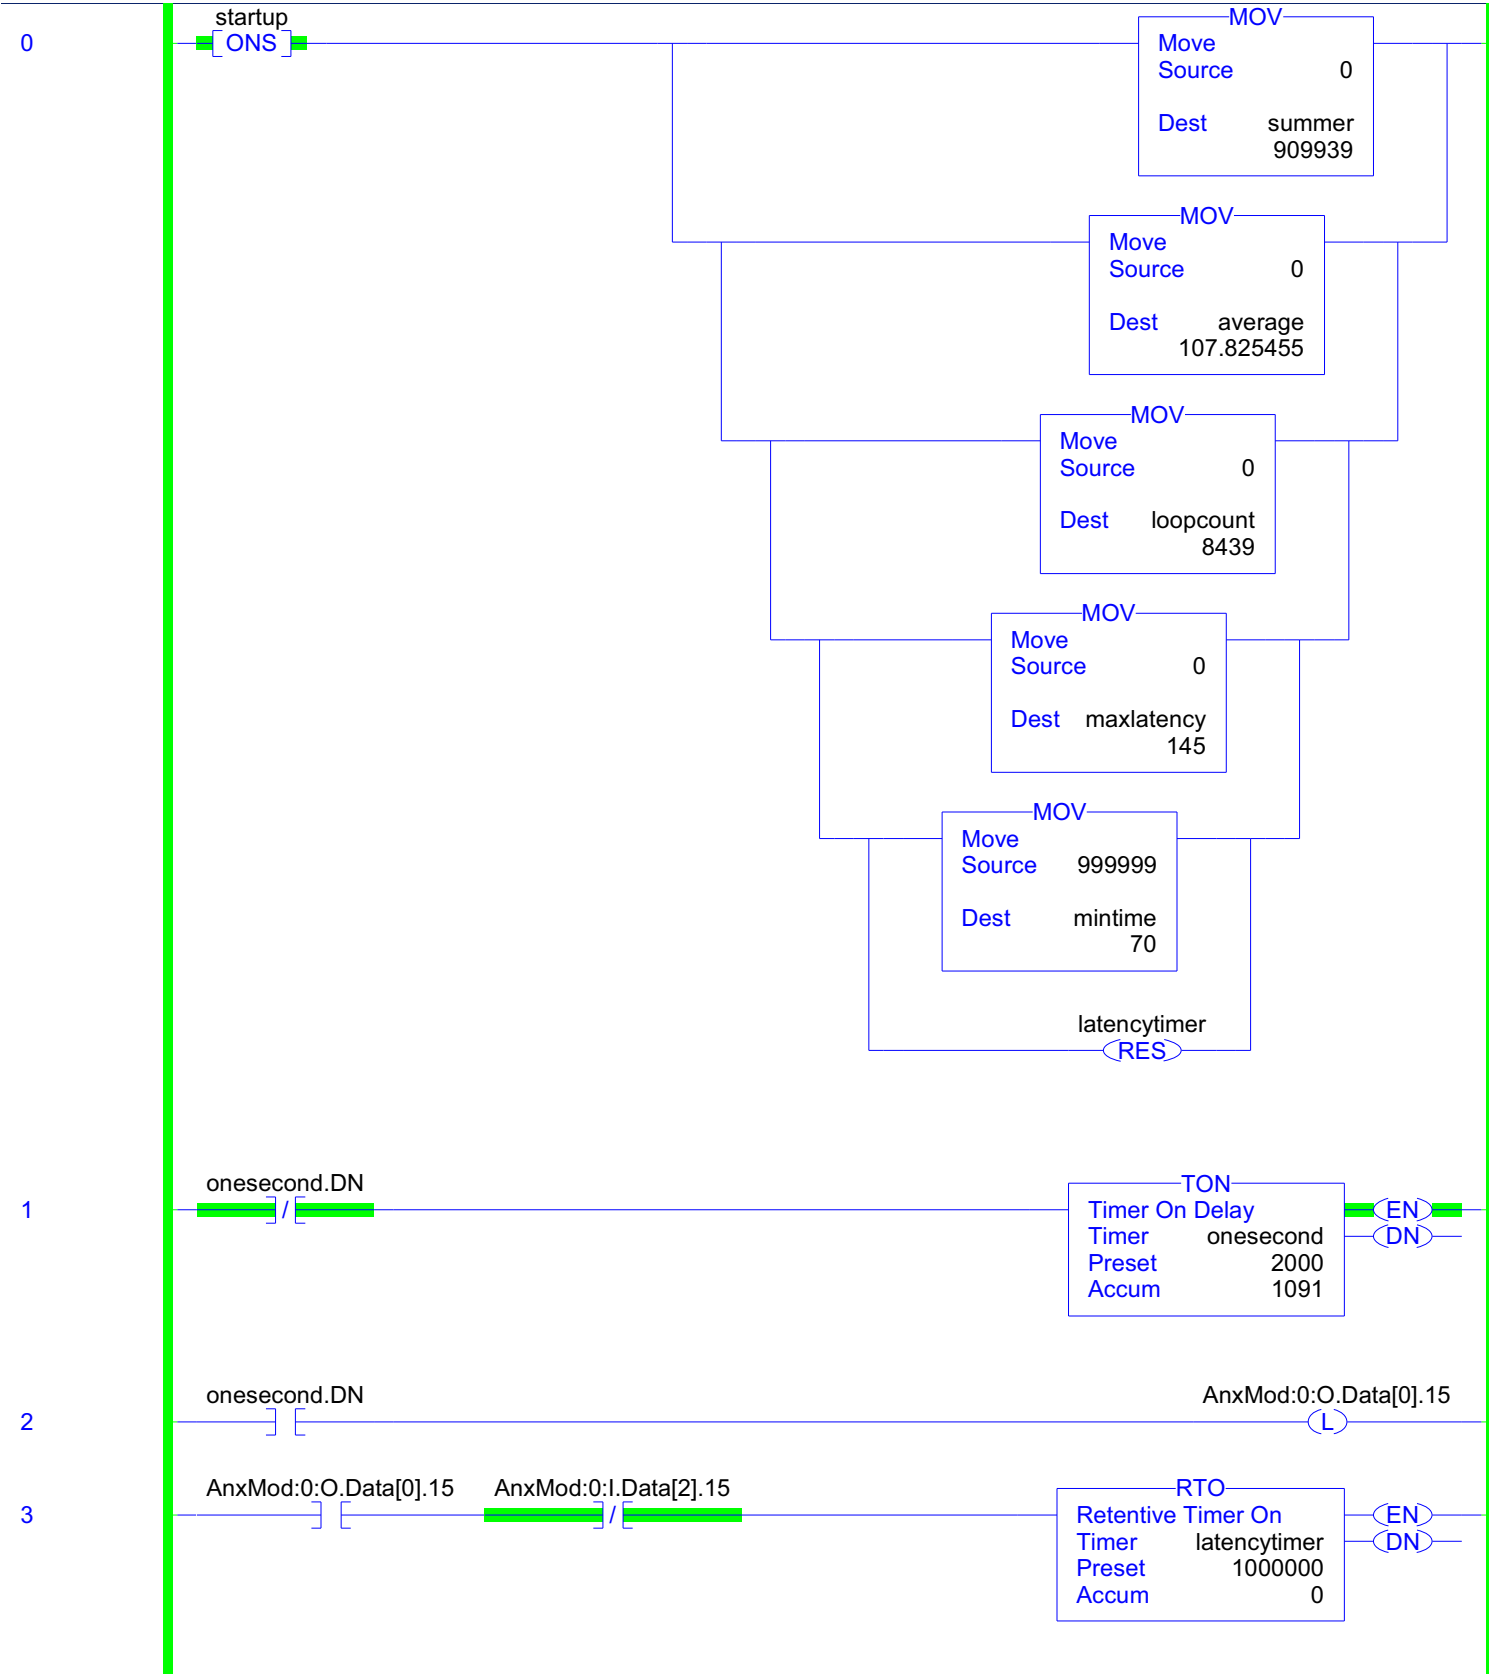 startup
0
ONS
MOV
Move
Source 0
Dest summer
909939
MOV
Move
Source 0
Dest average
107.825455
MOV
Move
Source 0
Dest loopcount
8439
MOV
Move
Source 0
Dest maxlatency
145
MOV
Move
Source 999999
Dest mintime
70
latencytimer
RES
onesecond.DN
1
/
TON
Timer On Delay
Timer onesecond
Preset 2000
Accum 1091
EN
DN
onesecond.DN
AnxMod:0:O.Data[0].15
2
L
AnxMod:0:O.Data[0].15
AnxMod:0:I.Data[2].15
3
/
RTO
Retentive Timer On
Timer latencytimer
Preset 1000000
Accum 0
EN
DN